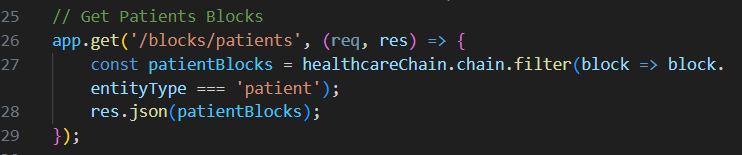 25 // Get Patients Blocks
26 app.get('/blocks/patients', (req, res) => {
27 const patientBlocks = healthcareChain.chain.filter(block => block.
entityType === 'patient');
28 res.json(patientBlocks);
29 });